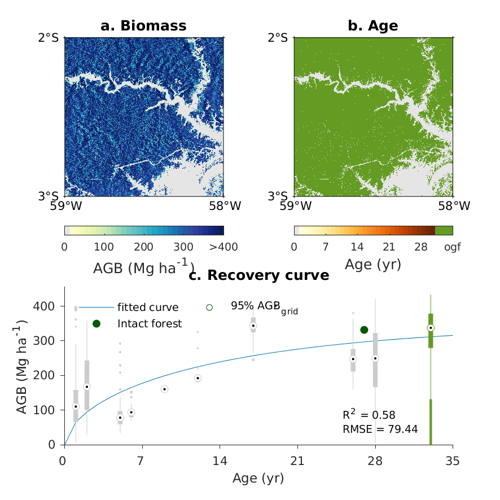 a. Biomass
b. Age
2°S
2°S
3°S
3°S
59°W
58°W
59°W
58°W
0 100 200 300 >400
0 7 14 21 28 ogf
AGB (Mg ha⁻¹)
Age (yr)
c. Recovery curve
400
300
200
100
0
AGB (Mg ha⁻¹)
fitted curve
95% AGB_grid
Intact forest
R² = 0.58
RMSE = 79.44
0 7 14 21 28 35
Age (yr)